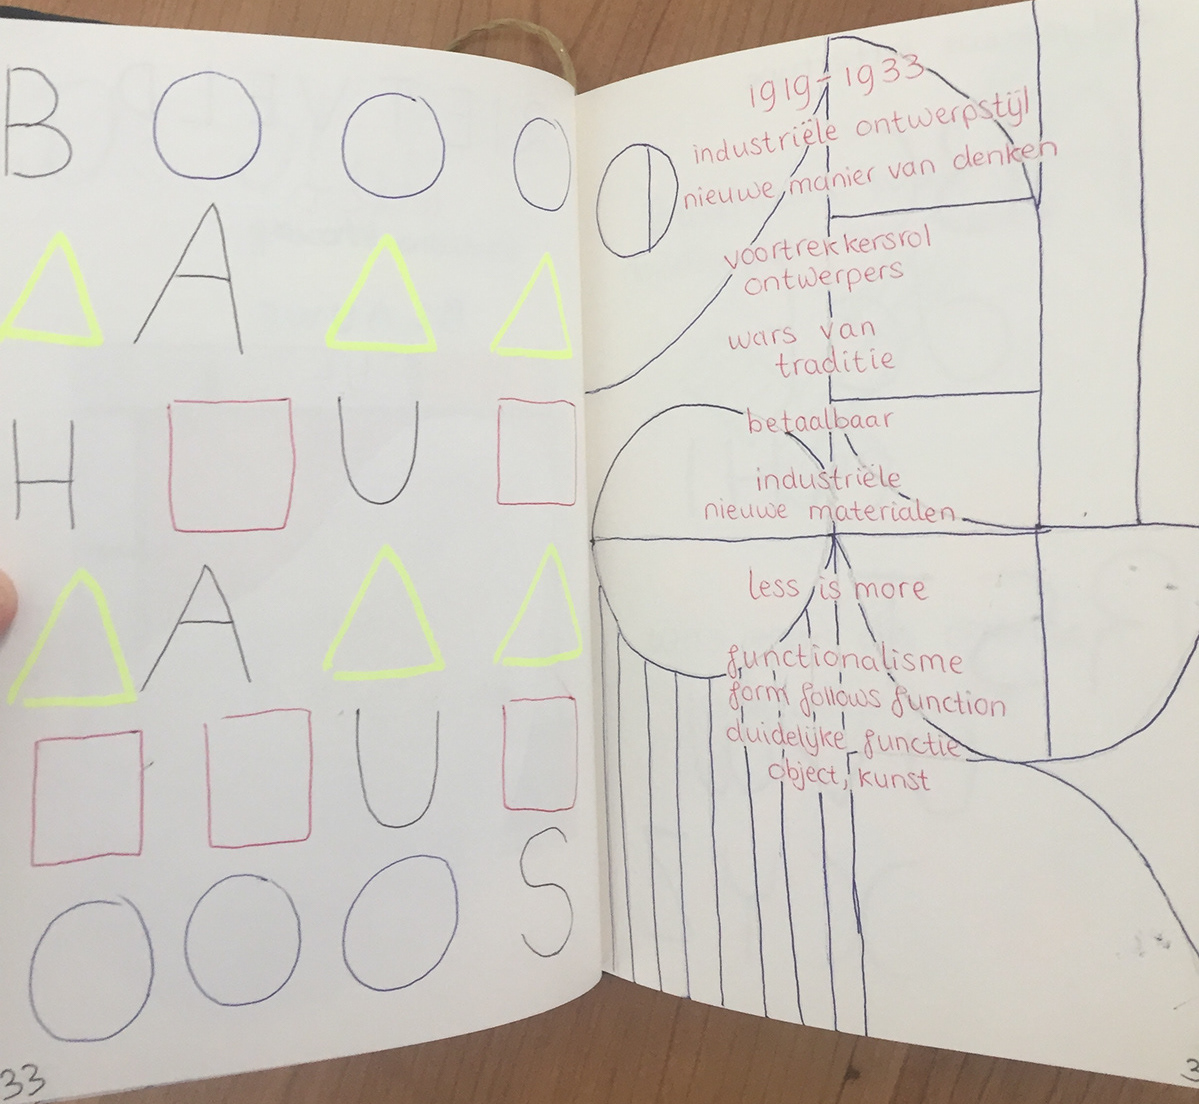 B
A
H U
A
U
S
33
1919-1933
industriële ontwerpstijl
nieuwe manier van denken
voortrekkersrol
ontwerpers
wars van
traditie
betaalbaar
industriële
nieuwe materialen
less is more
functionalisme
form follows function
duidelijke functie
object, kunst